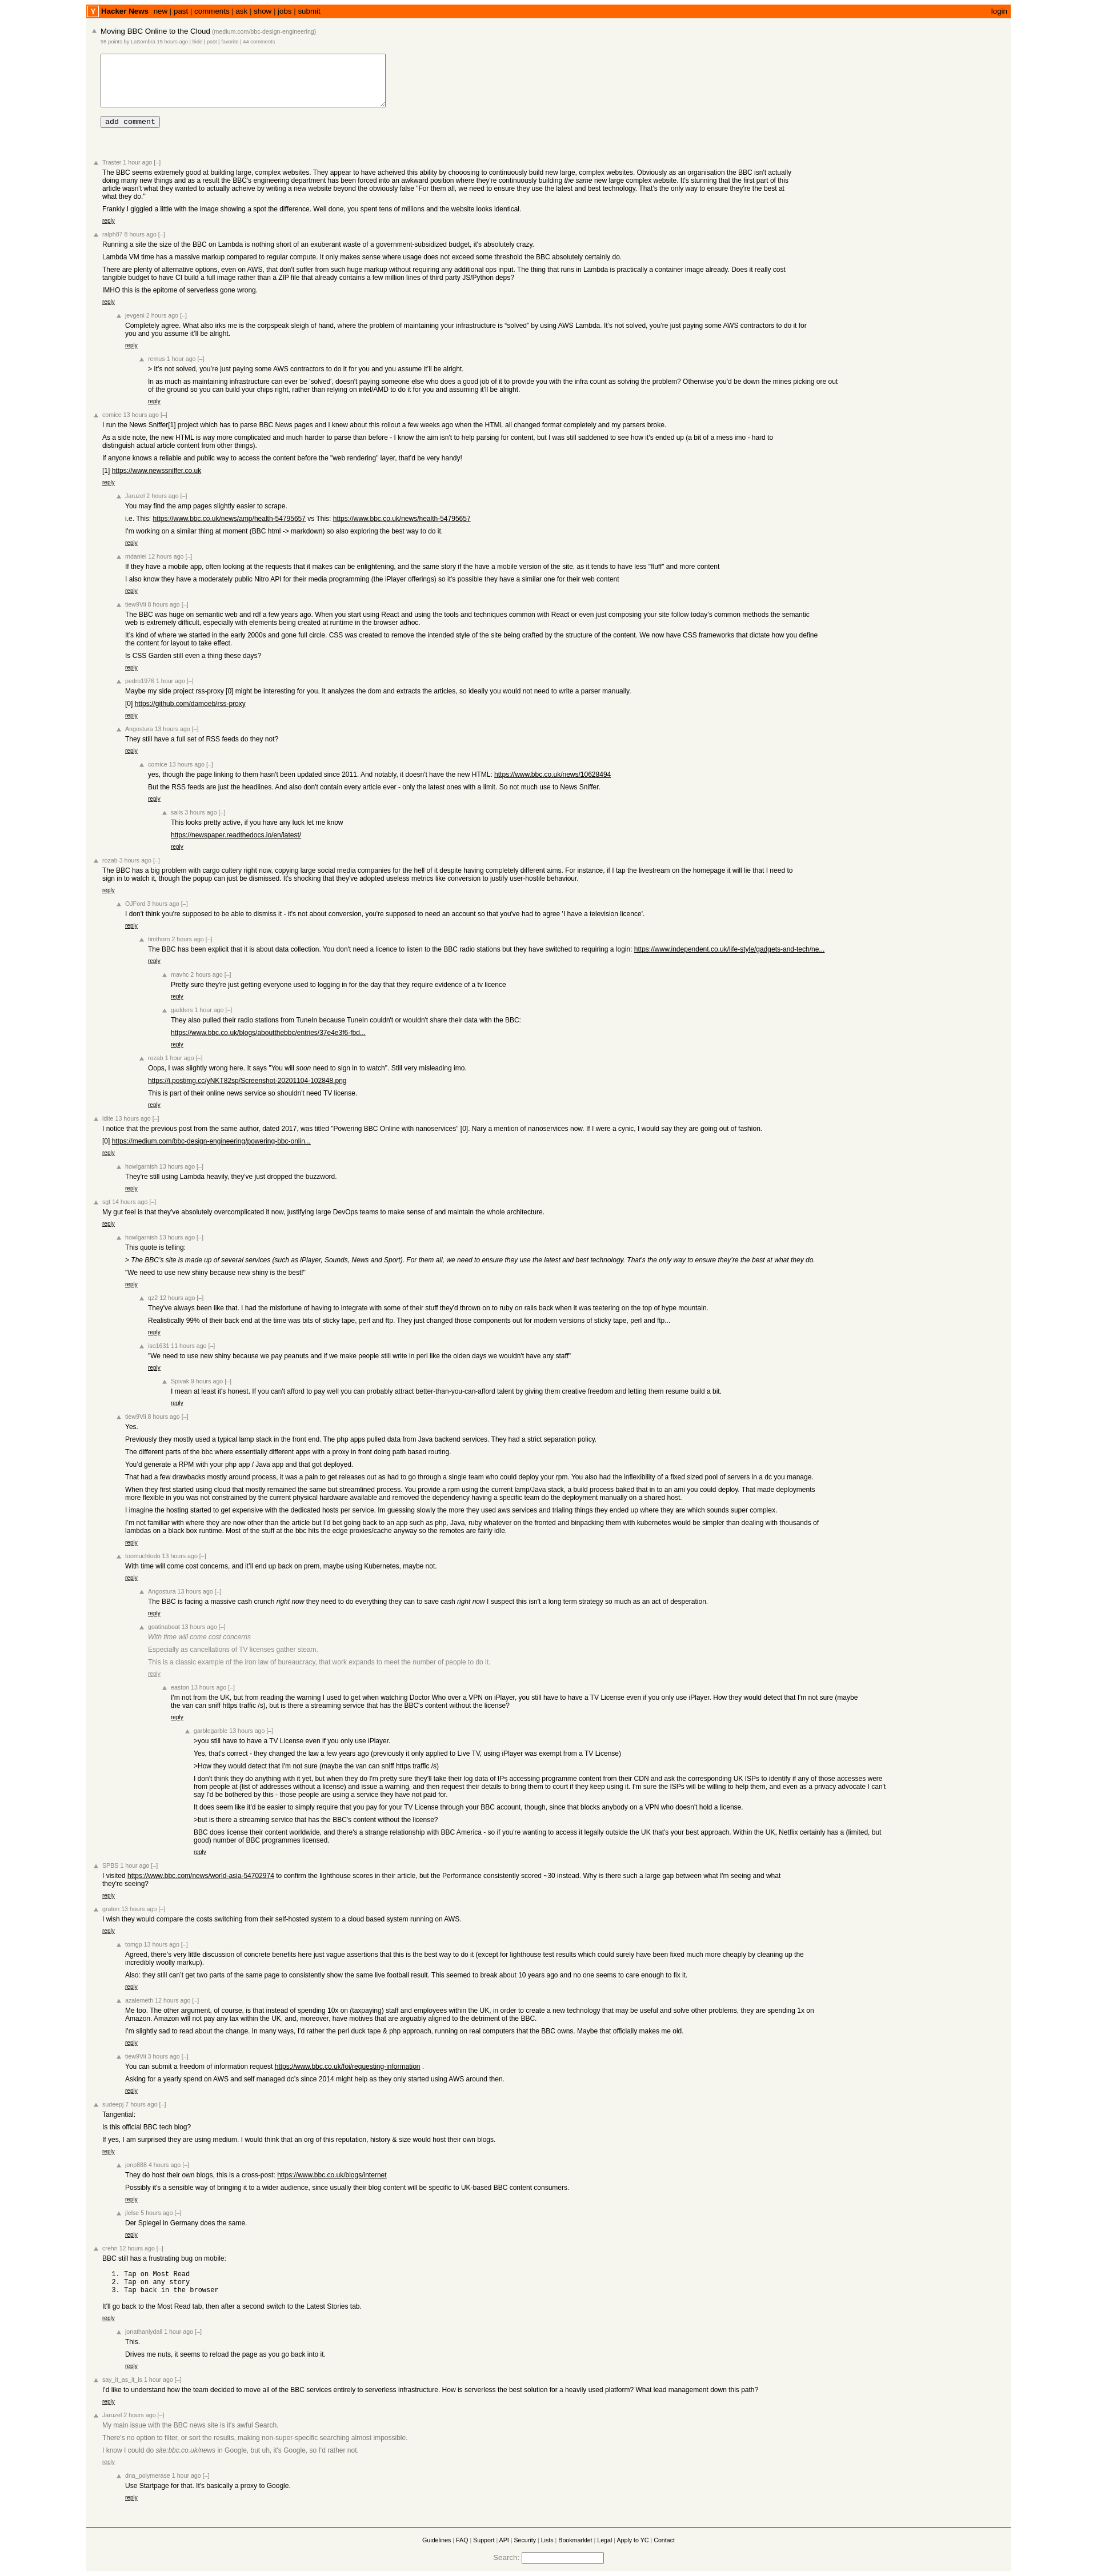 Y Hacker News new | past | comments | ask | show | jobs | submit login
Moving BBC Online to the Cloud (medium.com/bbc-design-engineering)
98 points by LaSombra 15 hours ago | hide | past | favorite | 44 comments
add comment
Traster 1 hour ago [–]
The BBC seems extremely good at building large, complex websites. They appear to have acheived this ability by choosing to continuously build new large, complex websites. Obviously as an organisation the BBC isn't actually
doing many new things and as a result the BBC's engineering department has been forced into an awkward position where they're continuously building the same new large complex website. It's stunning that the first part of this
article wasn't what they wanted to actually acheive by writing a new website beyond the obviously false "For them all, we need to ensure they use the latest and best technology. That's the only way to ensure they're the best at
what they do."
Frankly I giggled a little with the image showing a spot the difference. Well done, you spent tens of millions and the website looks identical.
reply
ralph87 8 hours ago [–]
Running a site the size of the BBC on Lambda is nothing short of an exuberant waste of a government-subsidized budget, it's absolutely crazy.
Lambda VM time has a massive markup compared to regular compute. It only makes sense where usage does not exceed some threshold the BBC absolutely certainly do.
There are plenty of alternative options, even on AWS, that don't suffer from such huge markup without requiring any additional ops input. The thing that runs in Lambda is practically a container image already. Does it really cost
tangible budget to have CI build a full image rather than a ZIP file that already contains a few million lines of third party JS/Python deps?
IMHO this is the epitome of serverless gone wrong.
reply
jevgeni 2 hours ago [–]
Completely agree. What also irks me is the corpspeak sleigh of hand, where the problem of maintaining your infrastructure is “solved” by using AWS Lambda. It’s not solved, you’re just paying some AWS contractors to do it for
you and you assume it’ll be alright.
reply
remus 1 hour ago [–]
> It's not solved, you’re just paying some AWS contractors to do it for you and you assume it’ll be alright.
In as much as maintaining infrastructure can ever be 'solved', doesn't paying someone else who does a good job of it to provide you with the infra count as solving the problem? Otherwise you'd be down the mines picking ore out
of the ground so you can build your chips right, rather than relying on intel/AMD to do it for you and assuming it'll be alright.
reply
comice 13 hours ago [–]
I run the News Sniffer[1] project which has to parse BBC News pages and I knew about this rollout a few weeks ago when the HTML all changed format completely and my parsers broke.
As a side note, the new HTML is way more complicated and much harder to parse than before - I know the aim isn't to help parsing for content, but I was still saddened to see how it's ended up (a bit of a mess imo - hard to
distinguish actual article content from other things).
If anyone knows a reliable and public way to access the content before the "web rendering" layer, that'd be very handy!
[1] https://www.newssniffer.co.uk
reply
Jaruzel 2 hours ago [–]
You may find the amp pages slightly easier to scrape.
i.e. This: https://www.bbc.co.uk/news/amp/health-54795657 vs This: https://www.bbc.co.uk/news/health-54795657
I'm working on a similar thing at moment (BBC html -> markdown) so also exploring the best way to do it.
reply
mdaniel 12 hours ago [–]
If they have a mobile app, often looking at the requests that it makes can be enlightening, and the same story if the have a mobile version of the site, as it tends to have less "fluff" and more content
I also know they have a moderately public Nitro API for their media programming (the iPlayer offerings) so it's possible they have a similar one for their web content
reply
tiew9Vii 8 hours ago [–]
The BBC was huge on semantic web and rdf a few years ago. When you start using React and using the tools and techniques common with React or even just composing your site follow today’s common methods the semantic
web is extremely difficult, especially with elements being created at runtime in the browser adhoc.
It’s kind of where we started in the early 2000s and gone full circle. CSS was created to remove the intended style of the site being crafted by the structure of the content. We now have CSS frameworks that dictate how you define
the content for layout to take effect.
Is CSS Garden still even a thing these days?
reply
pedro1976 1 hour ago [–]
Maybe my side project rss-proxy [0] might be interesting for you. It analyzes the dom and extracts the articles, so ideally you would not need to write a parser manually.
[0] https://github.com/damoeb/rss-proxy
reply
Angostura 13 hours ago [–]
They still have a full set of RSS feeds do they not?
reply
comice 13 hours ago [–]
yes, though the page linking to them hasn't been updated since 2011. And notably, it doesn't have the new HTML: https://www.bbc.co.uk/news/10628494
But the RSS feeds are just the headlines. And also don't contain every article ever - only the latest ones with a limit. So not much use to News Sniffer.
reply
sails 3 hours ago [–]
This looks pretty active, if you have any luck let me know
https://newspaper.readthedocs.io/en/latest/
reply
rozab 3 hours ago [–]
The BBC has a big problem with cargo cultery right now, copying large social media companies for the hell of it despite having completely different aims. For instance, if I tap the livestream on the homepage it will lie that I need to
sign in to watch it, though the popup can just be dismissed. It's shocking that they've adopted useless metrics like conversion to justify user-hostile behaviour.
reply
OJFord 3 hours ago [–]
I don't think you're supposed to be able to dismiss it - it's not about conversion, you're supposed to need an account so that you've had to agree 'I have a television licence'.
reply
timthorn 2 hours ago [–]
The BBC has been explicit that it is about data collection. You don't need a licence to listen to the BBC radio stations but they have switched to requiring a login: https://www.independent.co.uk/life-style/gadgets-and-tech/ne...
reply
mavhc 2 hours ago [–]
Pretty sure they're just getting everyone used to logging in for the day that they require evidence of a tv licence
reply
gadders 1 hour ago [–]
They also pulled their radio stations from TuneIn because TuneIn couldn't or wouldn't share their data with the BBC:
https://www.bbc.co.uk/blogs/aboutthebbc/entries/37e4e3f6-fbd...
reply
rozab 1 hour ago [–]
Oops, I was slightly wrong here. It says "You will soon need to sign in to watch". Still very misleading imo.
https://i.postimg.cc/yNKT82sp/Screenshot-20201104-102848.png
This is part of their online news service so shouldn't need TV license.
reply
ldite 13 hours ago [–]
I notice that the previous post from the same author, dated 2017, was titled "Powering BBC Online with nanoservices" [0]. Nary a mention of nanoservices now. If I were a cynic, I would say they are going out of fashion.
[0] https://medium.com/bbc-design-engineering/powering-bbc-onlin...
reply
howlgarnish 13 hours ago [–]
They're still using Lambda heavily, they've just dropped the buzzword.
reply
sgt 14 hours ago [–]
My gut feel is that they've absolutely overcomplicated it now, justifying large DevOps teams to make sense of and maintain the whole architecture.
reply
howlgarnish 13 hours ago [–]
This quote is telling:
> The BBC’s site is made up of several services (such as iPlayer, Sounds, News and Sport). For them all, we need to ensure they use the latest and best technology. That’s the only way to ensure they’re the best at what they do.
"We need to use new shiny because new shiny is the best!"
reply
qz2 12 hours ago [–]
They've always been like that. I had the misfortune of having to integrate with some of their stuff they'd thrown on to ruby on rails back when it was teetering on the top of hype mountain.
Realistically 99% of their back end at the time was bits of sticky tape, perl and ftp. They just changed those components out for modern versions of sticky tape, perl and ftp...
reply
iso1631 11 hours ago [–]
"We need to use new shiny because we pay peanuts and if we make people still write in perl like the olden days we wouldn't have any staff"
reply
Spivak 9 hours ago [–]
I mean at least it's honest. If you can't afford to pay well you can probably attract better-than-you-can-afford talent by giving them creative freedom and letting them resume build a bit.
reply
tiew9Vii 8 hours ago [–]
Yes.
Previously they mostly used a typical lamp stack in the front end. The php apps pulled data from Java backend services. They had a strict separation policy.
The different parts of the bbc where essentially different apps with a proxy in front doing path based routing.
You’d generate a RPM with your php app / Java app and that got deployed.
That had a few drawbacks mostly around process, it was a pain to get releases out as had to go through a single team who could deploy your rpm. You also had the inflexibility of a fixed sized pool of servers in a dc you manage.
When they first started using cloud that mostly remained the same but streamlined process. You provide a rpm using the current lamp/Java stack, a build process baked that in to an ami you could deploy. That made deployments
more flexible in you was not constrained by the current physical hardware available and removed the dependency having a specific team do the deployment manually on a shared host.
I imagine the hosting started to get expensive with the dedicated hosts per service. Im guessing slowly the more they used aws services and trialing things they ended up where they are which sounds super complex.
I’m not familiar with where they are now other than the article but I’d bet going back to an app such as php, Java, ruby whatever on the fronted and binpacking them with kubernetes would be simpler than dealing with thousands of
lambdas on a black box runtime. Most of the stuff at the bbc hits the edge proxies/cache anyway so the remotes are fairly idle.
reply
toomuchtodo 13 hours ago [–]
With time will come cost concerns, and it’ll end up back on prem, maybe using Kubernetes, maybe not.
reply
Angostura 13 hours ago [–]
The BBC is facing a massive cash crunch right now they need to do everything they can to save cash right now I suspect this isn't a long term strategy so much as an act of desperation.
reply
goatinaboat 13 hours ago [–]
With time will come cost concerns
Especially as cancellations of TV licenses gather steam.
This is a classic example of the iron law of bureaucracy, that work expands to meet the number of people to do it.
reply
easton 13 hours ago [–]
I'm not from the UK, but from reading the warning I used to get when watching Doctor Who over a VPN on iPlayer, you still have to have a TV License even if you only use iPlayer. How they would detect that I'm not sure (maybe
the van can sniff https traffic /s), but is there a streaming service that has the BBC's content without the license?
reply
garblegarble 13 hours ago [–]
>you still have to have a TV License even if you only use iPlayer.
Yes, that's correct - they changed the law a few years ago (previously it only applied to Live TV, using iPlayer was exempt from a TV License)
>How they would detect that I'm not sure (maybe the van can sniff https traffic /s)
I don't think they do anything with it yet, but when they do I'm pretty sure they'll take their log data of IPs accessing programme content from their CDN and ask the corresponding UK ISPs to identify if any of those accesses were
from people at (list of addresses without a license) and issue a warning, and then request their details to bring them to court if they keep using it. I'm sure the ISPs will be willing to help them, and even as a privacy advocate I can't
say I'd be bothered by this - those people are using a service they have not paid for.
It does seem like it'd be easier to simply require that you pay for your TV License through your BBC account, though, since that blocks anybody on a VPN who doesn't hold a license.
>but is there a streaming service that has the BBC's content without the license?
BBC does license their content worldwide, and there's a strange relationship with BBC America - so if you're wanting to access it legally outside the UK that's your best approach. Within the UK, Netflix certainly has a (limited, but
good) number of BBC programmes licensed.
reply
SPBS 1 hour ago [–]
I visited https://www.bbc.com/news/world-asia-54702974 to confirm the lighthouse scores in their article, but the Performance consistently scored ~30 instead. Why is there such a large gap between what I'm seeing and what
they're seeing?
reply
graton 13 hours ago [–]
I wish they would compare the costs switching from their self-hosted system to a cloud based system running on AWS.
reply
tomgp 13 hours ago [–]
Agreed, there’s very little discussion of concrete benefits here just vague assertions that this is the best way to do it (except for lighthouse test results which could surely have been fixed much more cheaply by cleaning up the
incredibly woolly markup).
Also: they still can’t get two parts of the same page to consistently show the same live football result. This seemed to break about 10 years ago and no one seems to care enough to fix it.
reply
azalemeth 12 hours ago [–]
Me too. The other argument, of course, is that instead of spending 10x on (taxpaying) staff and employees within the UK, in order to create a new technology that may be useful and solve other problems, they are spending 1x on
Amazon. Amazon will not pay any tax within the UK, and, moreover, have motives that are arguably aligned to the detriment of the BBC.
I'm slightly sad to read about the change. In many ways, I'd rather the perl duck tape & php approach, running on real computers that the BBC owns. Maybe that officially makes me old.
reply
tiew9Vii 3 hours ago [–]
You can submit a freedom of information request https://www.bbc.co.uk/foi/requesting-information .
Asking for a yearly spend on AWS and self managed dc’s since 2014 might help as they only started using AWS around then.
reply
sudeepj 7 hours ago [–]
Tangential:
Is this official BBC tech blog?
If yes, I am surprised they are using medium. I would think that an org of this reputation, history & size would host their own blogs.
reply
jonp888 4 hours ago [–]
They do host their own blogs, this is a cross-post: https://www.bbc.co.uk/blogs/internet
Possibly it's a sensible way of bringing it to a wider audience, since usually their blog content will be specific to UK-based BBC content consumers.
reply
jlelse 5 hours ago [–]
Der Spiegel in Germany does the same.
reply
crehn 12 hours ago [–]
BBC still has a frustrating bug on mobile:
1. Tap on Most Read
2. Tap on any story
3. Tap back in the browser
It'll go back to the Most Read tab, then after a second switch to the Latest Stories tab.
reply
jonathanlydall 1 hour ago [–]
This.
Drives me nuts, it seems to reload the page as you go back into it.
reply
say_it_as_it_is 1 hour ago [–]
I'd like to understand how the team decided to move all of the BBC services entirely to serverless infrastructure. How is serverless the best solution for a heavily used platform? What lead management down this path?
reply
Jaruzel 2 hours ago [–]
My main issue with the BBC news site is it's awful Search.
There's no option to filter, or sort the results, making non-super-specific searching almost impossible.
I know I could do site:bbc.co.uk/news in Google, but uh, it's Google, so I'd rather not.
reply
dna_polymerase 1 hour ago [–]
Use Startpage for that. It's basically a proxy to Google.
reply
Guidelines | FAQ | Support | API | Security | Lists | Bookmarklet | Legal | Apply to YC | Contact
Search: